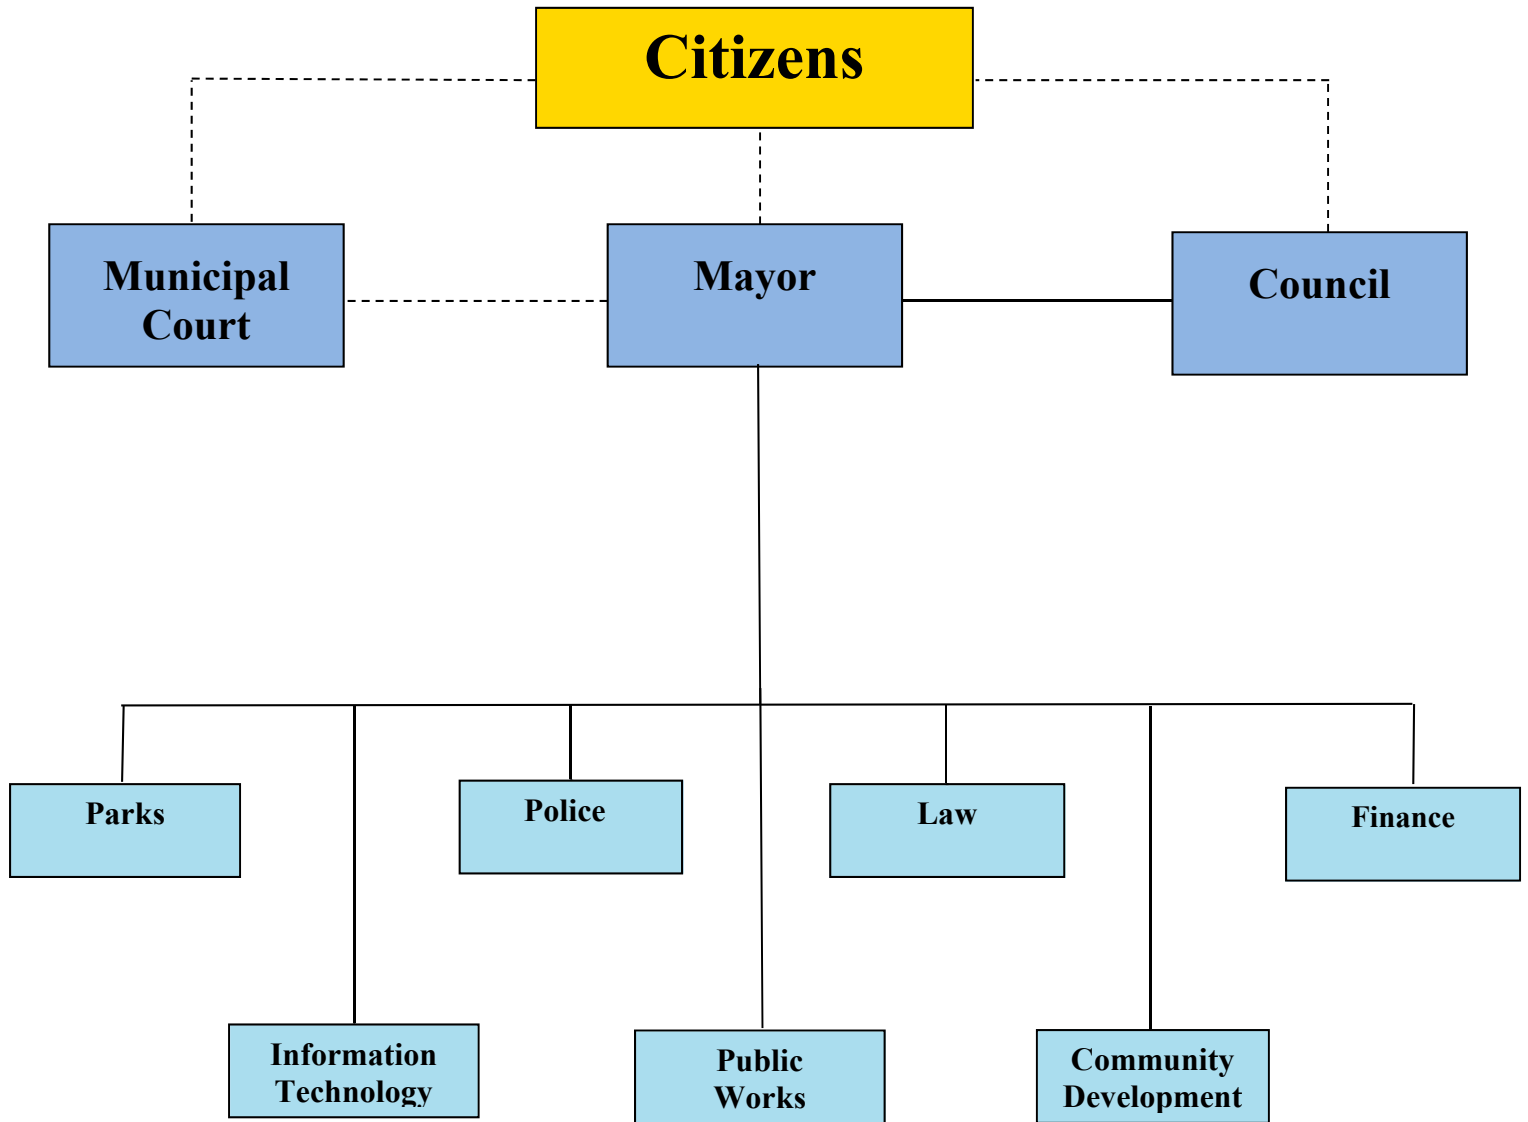 Citizens
Municipal
Court
Mayor
Council
Parks
Police
Law
Finance
Information
Technology
Public
Works
Community
Development